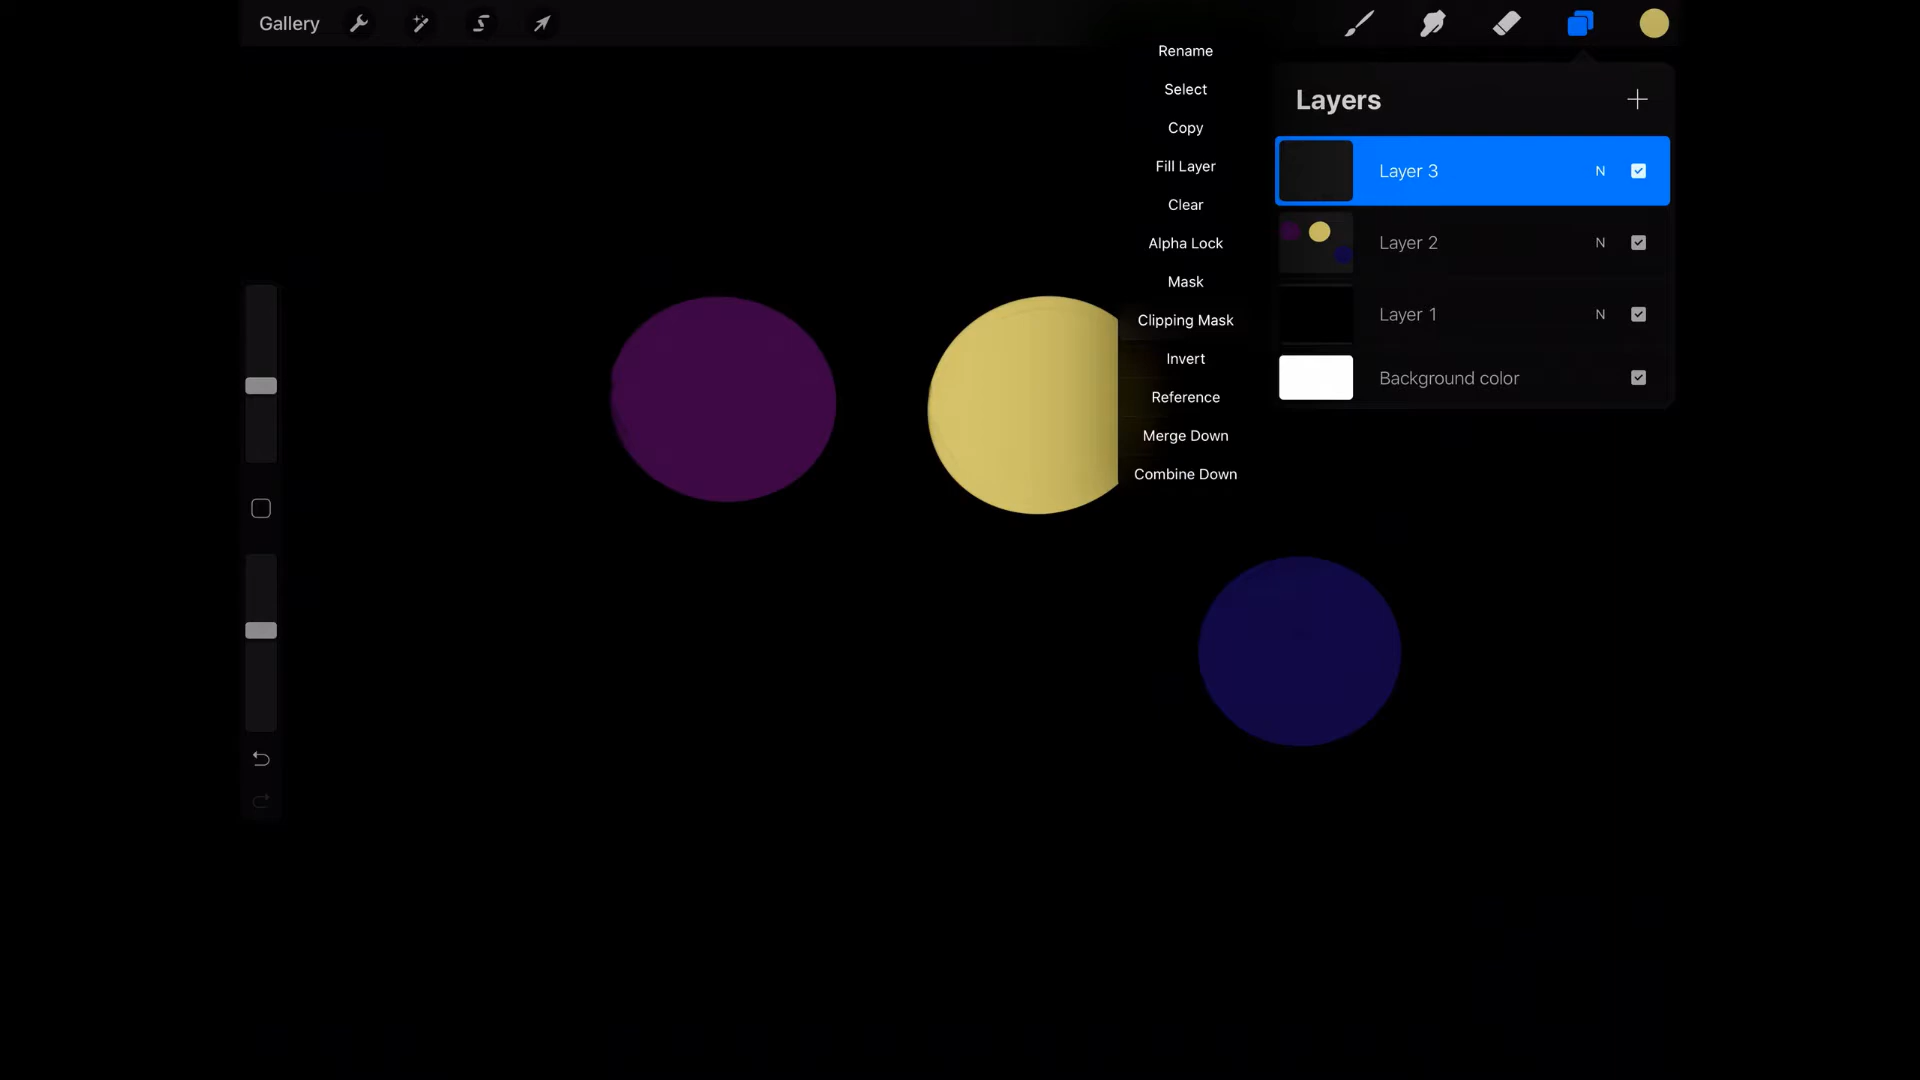 Gallery
Rename
Select
Copy
Fill Layer
Clear
Alpha Lock
Mask
Clipping Mask
Invert
Reference
Merge Down
Combine Down
Layers
Layer 3 N
Layer 2 N
Layer 1 N
Background color